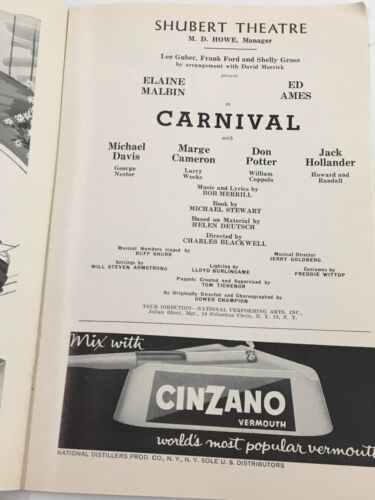 SHUBERT THEATRE
M. D. HOWE, Manager
Lee Guber, Frank Ford and Shelly Gross
by arrangement with David Merrick
present
ELAINE MALBIN
ED AMES
in
CARNIVAL
with
Michael Davis
Marge Cameron
Don Potter
Jack Hollander
George Nestor
Larry Weeks
William Coppola
Howard and Randall
Music and Lyrics by
BOB MERRILL
Book by
MICHAEL STEWART
Based on Material by
HELEN DEUTSCH
Directed by
CHARLES BLACKWELL
Musical Numbers staged by
DUFF SHURR
Musical Director
JERRY GOLDBERG
Settings by
WILL STEVEN ARMSTRONG
Lighting by
LLOYD BURLINGAME
Costumes by
FREDDIE WITTOP
Puppets Created and Supervised by
TOM TICHENOR
As Originally Directed and Choreographed by
GOWER CHAMPION
TOUR DIRECTION—NATIONAL PERFORMING ARTS, INC.
Julian Olney, Mgr., 10 Columbus Circle, N. Y. 19, N. Y.
Mix with
CINZANO
VERMOUTH
world's most popular vermouth
NATIONAL DISTILLERS PROD. CO., N. Y., N. Y. SOLE U. S. DISTRIBUTORS